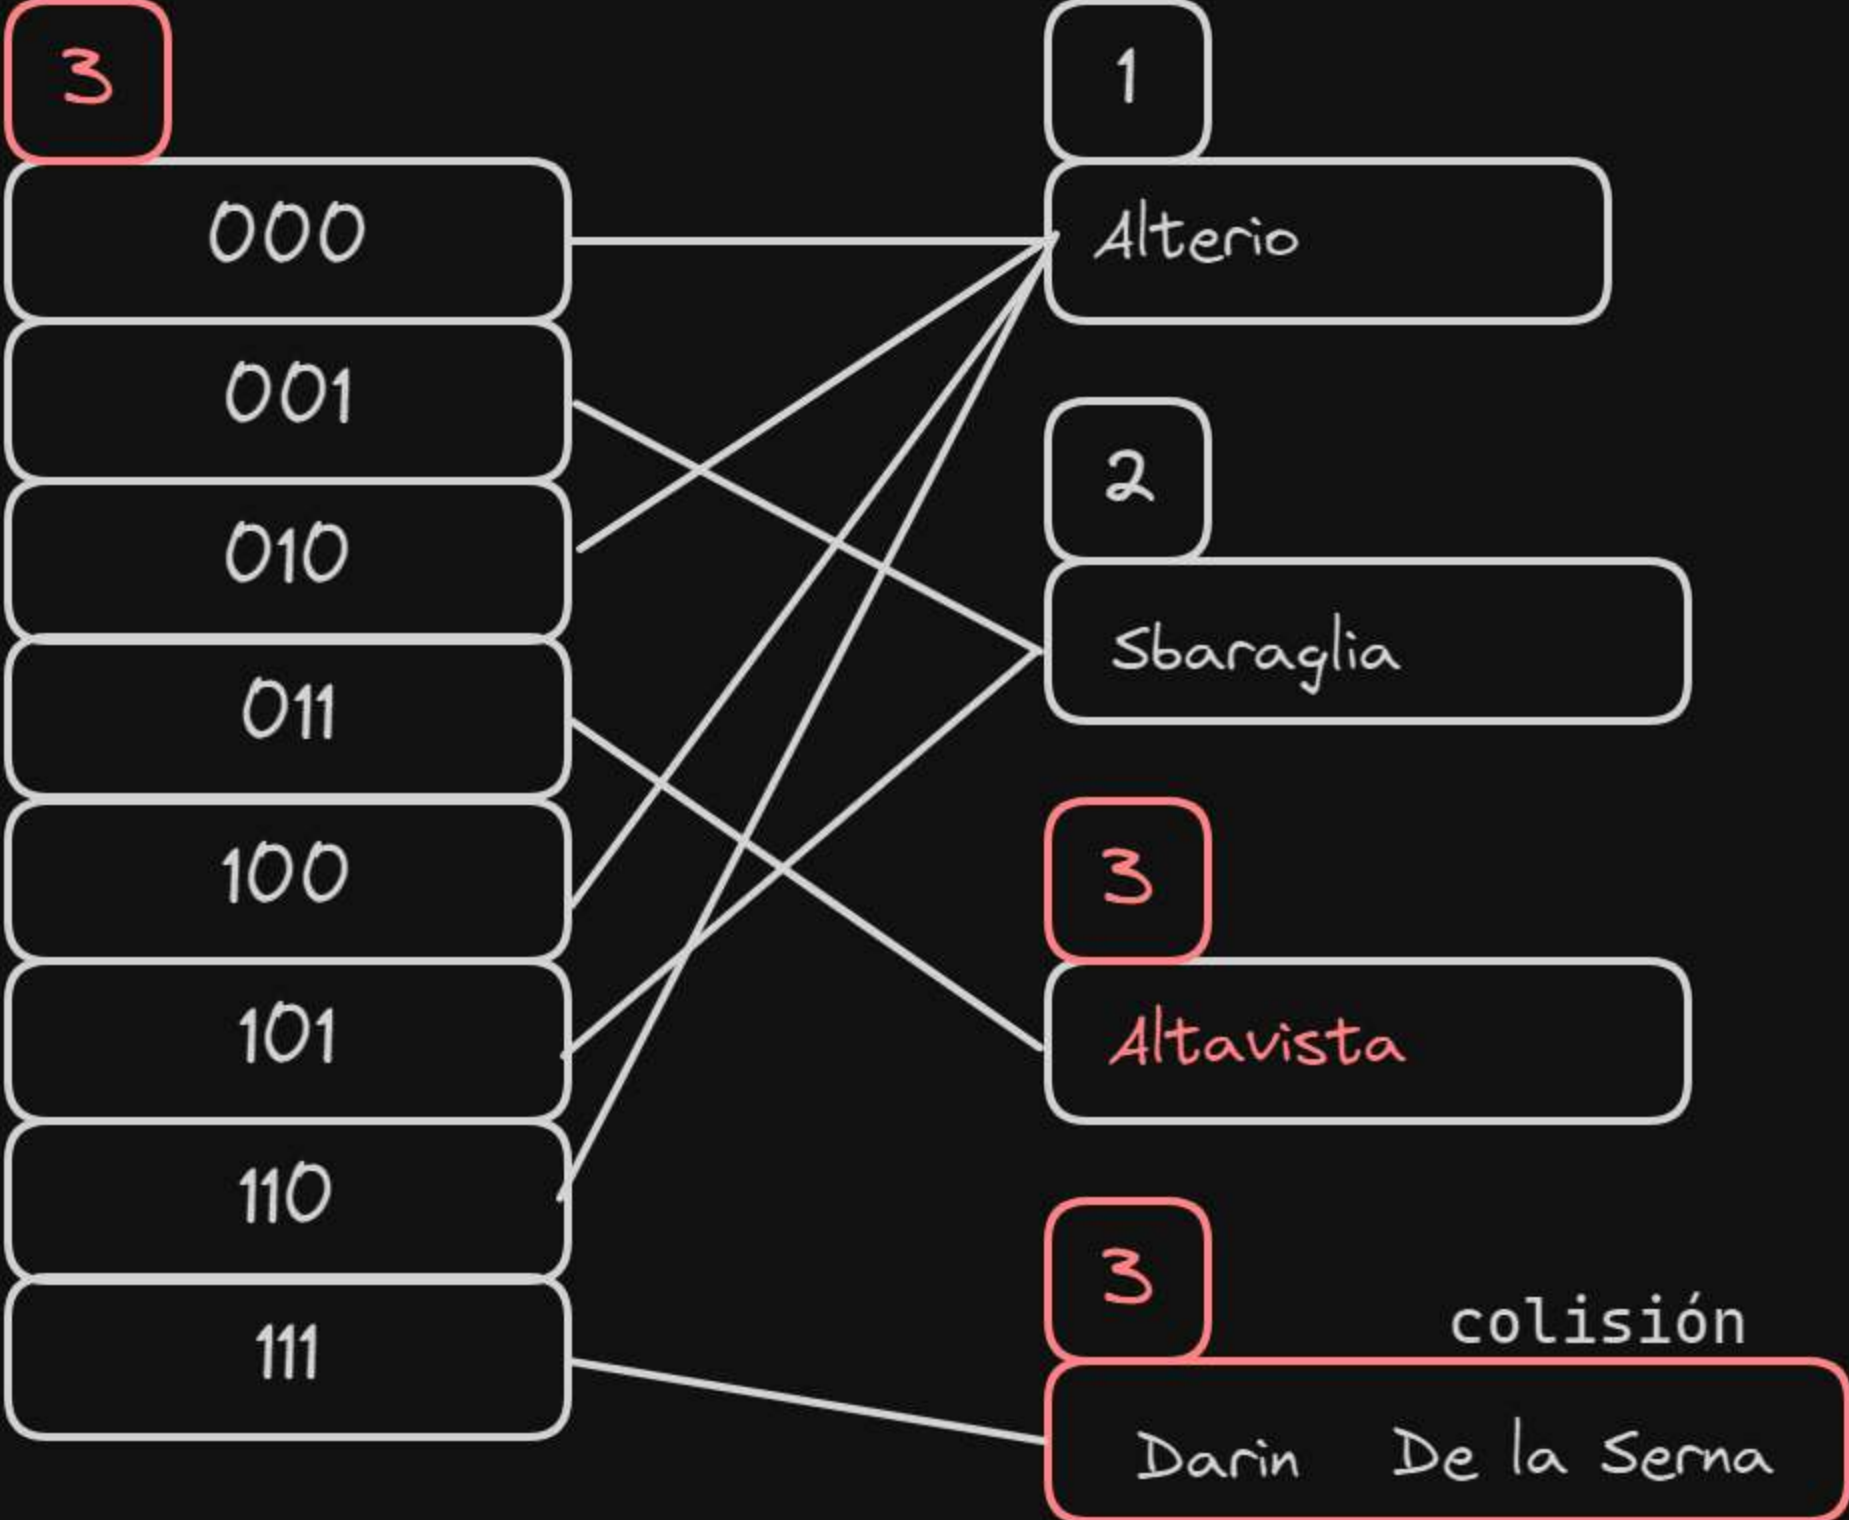 3
000
001
010
011
100
101
110
111
1
Alterio
2
Sbaraglia
3
Altavista
3
colisión
Darin De la Serna